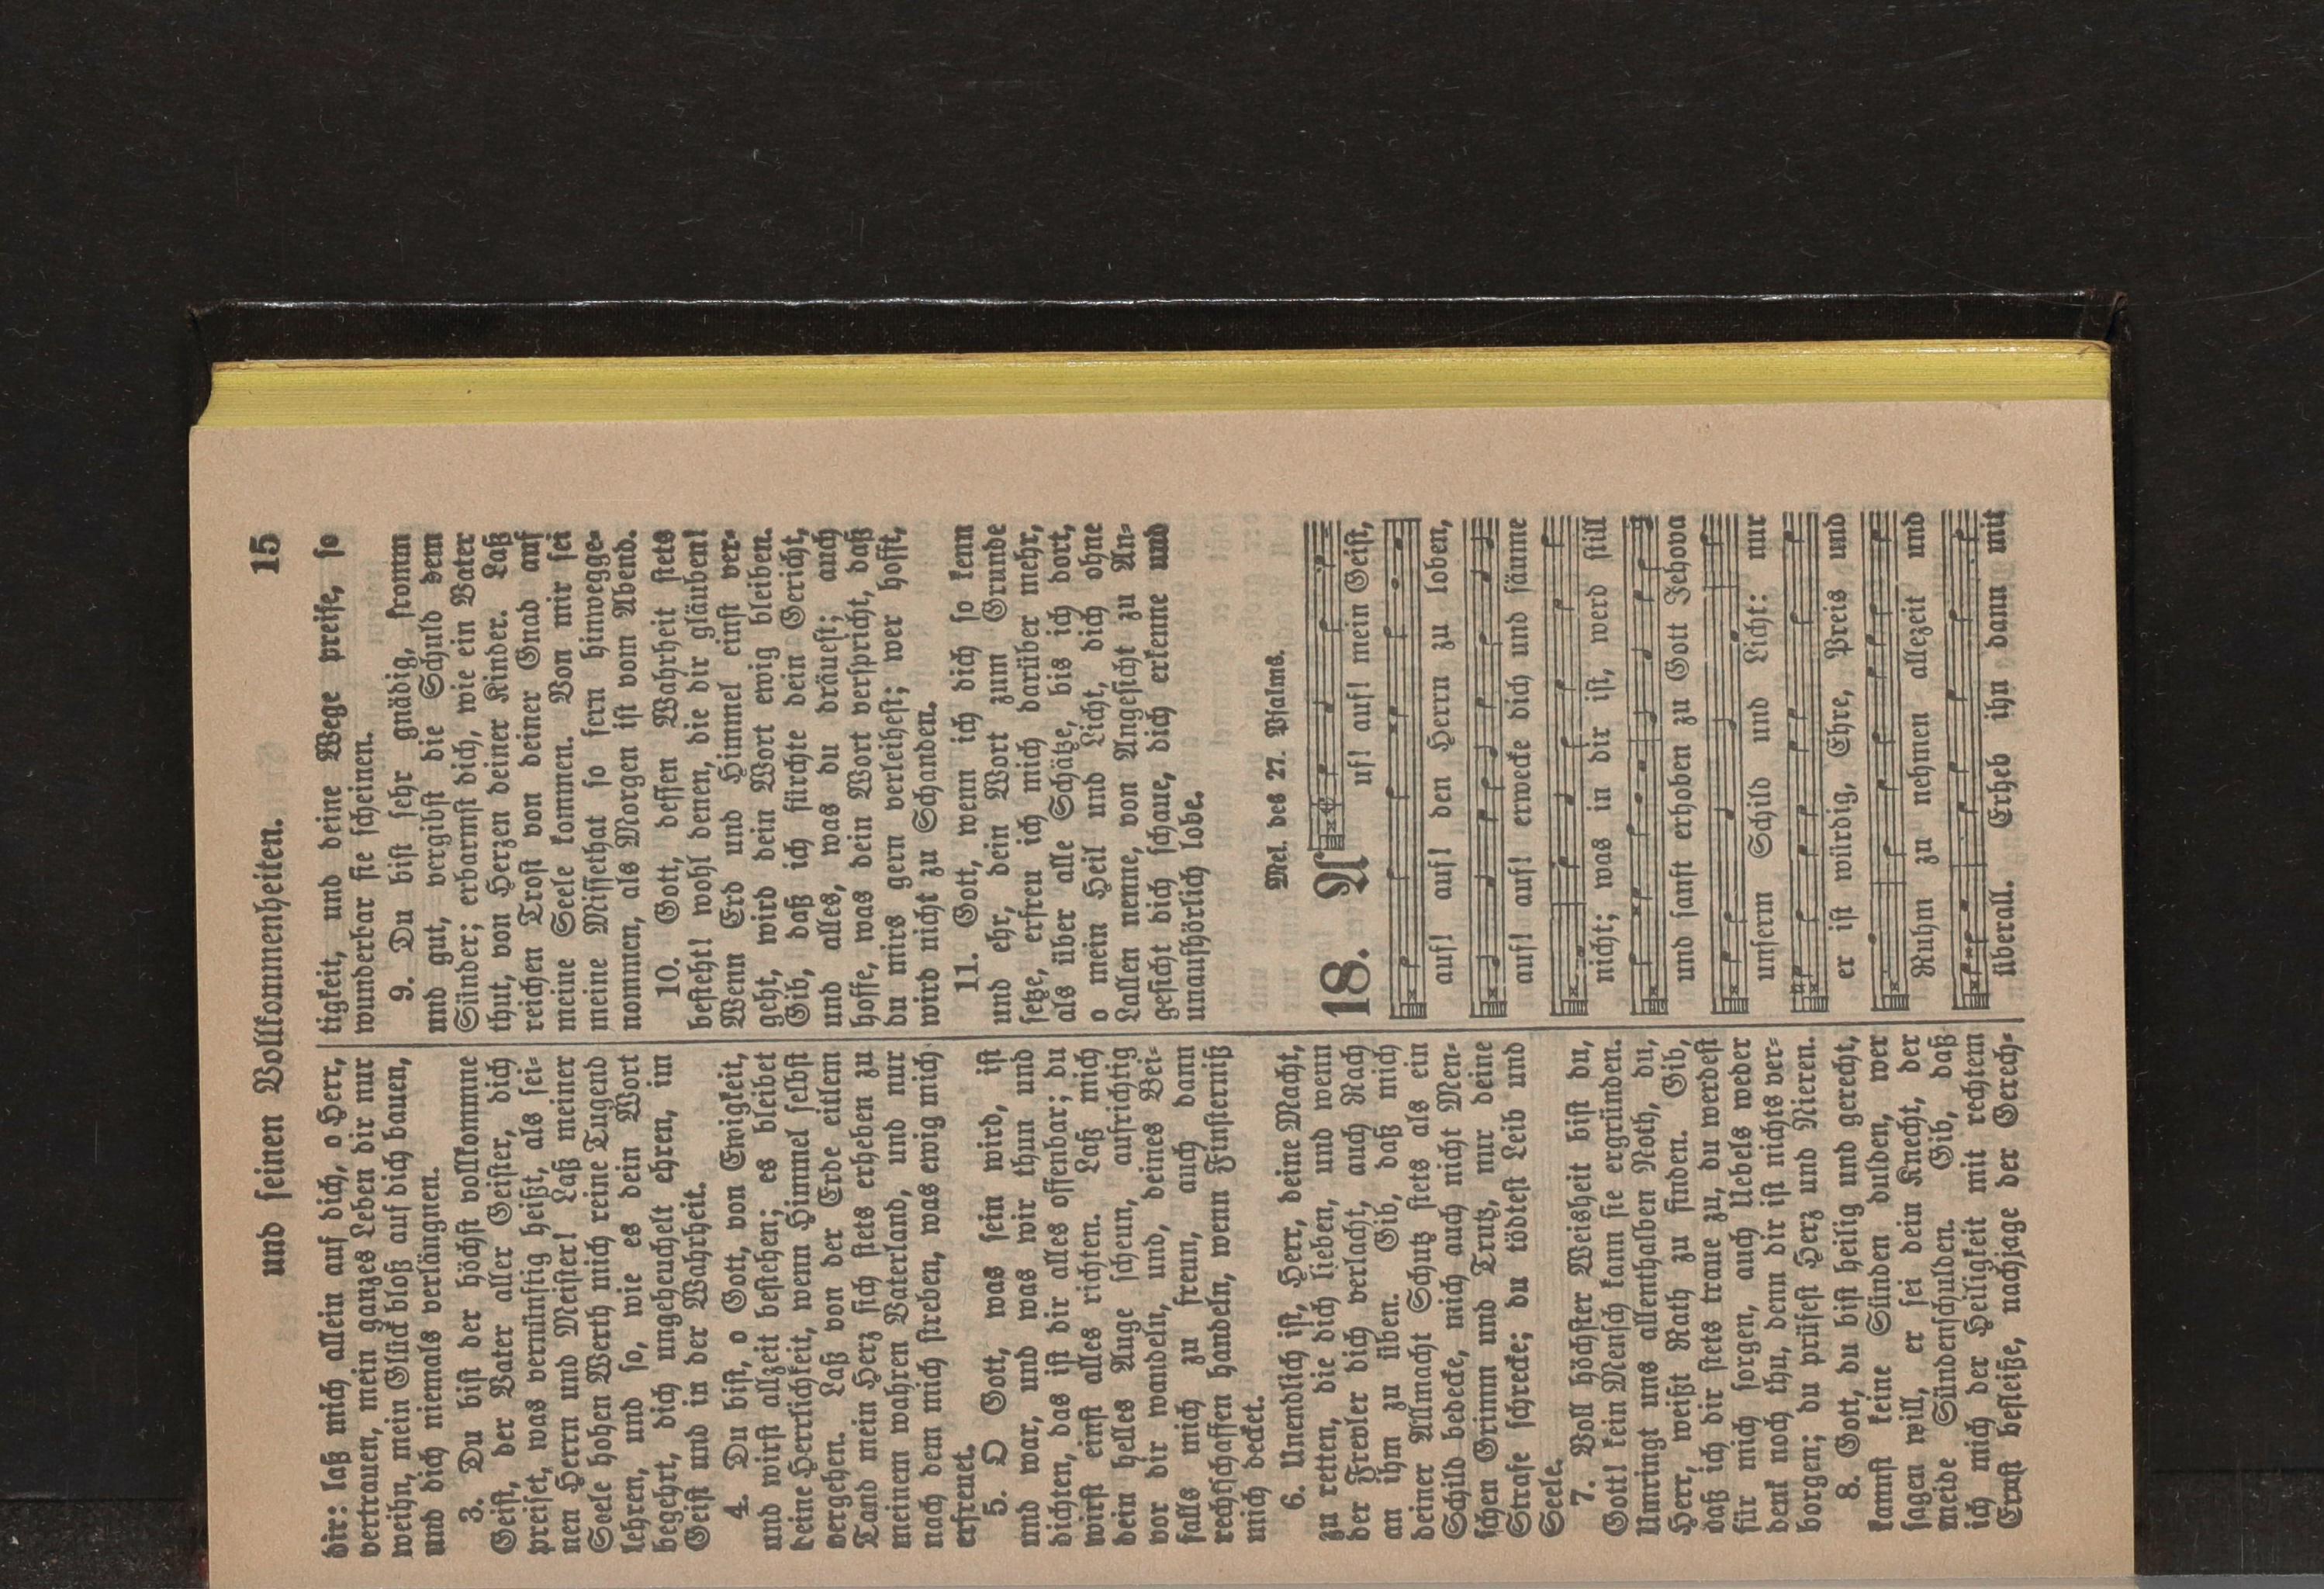 und seinen Vollkommenheiten. 15
dir: laß mich allein auf dich, o Herr,
vertrauen, mein ganzes Leben dir nur
weihn, mein Glück bloß auf dich bauen,
und dich niemals verläugnen.
3. Du bist der höchst vollkommne
Geist, der Vater aller Geister, dich
preiset, was vernünftig heißt, als sei-
nen Herrn und Meister! Laß meiner
Seele hohen Werth mich reine Tugend
lehren, und so, wie es dein Wort
begehrt, dich ungeheuchelt ehren, im
Geist und in der Wahrheit.
4. Du bist, o Gott, von Ewigkeit,
und wirst allzeit bestehen; es bleibet
deine Herrlichkeit, wenn Himmel selbst
vergehen. Laß von der Erde eitlem
Tand mein Herz sich stets erheben zu
meinem wahren Vaterland, und nur
nach dem mich streben, was ewig mich
erfreuet.
5. O Gott, was sein wird, ist
und war, und was wir thun und
dichten, das ist dir alles offenbar; du
wirst einst alles richten. Laß mich
dein helles Auge scheun, aufrichtig
vor dir wandeln, und, deines Bei-
falls mich zu freun, auch dann
rechtschaffen handeln, wenn Finsterniß
mich decket.
6. Unendlich ist, Herr, deine Macht,
zu retten, die dich lieben, und wenn
der Frevler dich verlacht, auch Rach
an ihm zu üben. Gib, daß mich
deiner Allmacht Schutz stets als ein
Schild bedecke, mich auch nicht Men-
schen Grimm und Trutz, nur deine
Strafe schrecke; du tödtest Leib und
Seele.
7. Voll höchster Weisheit bist du,
Gott! kein Mensch kann sie ergründen.
Umringt uns allenthalben Noth, du,
Herr, weißt Rath zu finden. Gib,
daß ich dir stets traue zu, du werdest
für mich sorgen, auch Uebels weder
denk noch thu, denn dir ist nichts ver-
borgen; du prüfest Herz und Nieren.
8. Gott, du bist heilig und gerecht,
kannst keine Sünden dulden, wer
sagen will, er sei dein Knecht, der
meide Sündenschulden. Gib, daß
ich mich der Heiligkeit mit rechtem
Ernst befleiße, nachjage der Gerech-
tigkeit, und deine Wege preise, so
wunderbar sie scheinen.
9. Du bist sehr gnädig, fromm
und gut, vergibst die Schuld dem
Sünder; erbarmst dich, wie ein Vater
thut, von Herzen deiner Kinder. Laß
reichen Trost von deiner Gnad auf
meine Seele kommen. Von mir sei
meine Missethat so fern hinwegge-
nommen, als Morgen ist vom Abend.
10. Gott, dessen Wahrheit stets
besteht! wohl denen, die dir gläuben!
Wenn Erd und Himmel einst ver-
geht, wird dein Wort ewig bleiben.
Gib, daß ich fürchte dein Gericht,
und alles, was du dräuest; auch
hoffe, was dein Wort verspricht, daß
du mirs gern verleihest; wer hofft,
wird nicht zu Schanden.
11. Gott, wenn ich dich so kenn
und ehr, dein Wort zum Grunde
setze, erfreu ich mich darüber mehr,
als über alle Schätze, bis ich dort,
o mein Heil und Licht, dich ohne
Lallen nenne, von Angesicht zu An-
gesicht dich schaue, dich erkenne und
unaufhörlich lobe.
Mel. des 27. Psalms.
18. Auf! auf! mein Geist,
auf! auf! den Herrn zu loben,
auf! auf! erwecke dich und säume
nicht; was in dir ist, werd still
und sanft erhoben zu Gott Jehova
unserm Schild und Licht: nur
er ist würdig, Ehre, Preis und
Ruhm zu nehmen allezeit und
überall. Erheb ihn dann mit